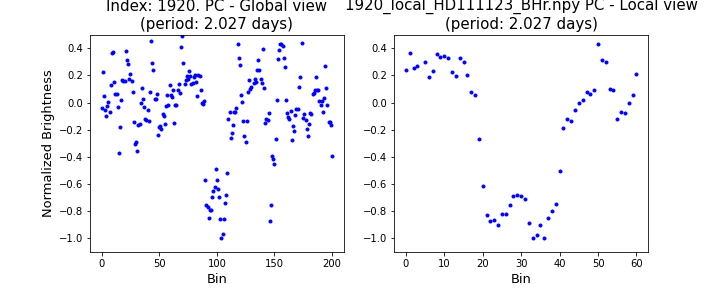 Index: 1920. PC - Global view
(period: 2.027 days)
1920_local_HD111123_BHr.npy PC - Local view
(period: 2.027 days)
Normalized Brightness
0.4
0.2
0.0
−0.2
−0.4
−0.6
−0.8
−1.0
0 50 100 150 200
Bin
0.4
0.2
0.0
−0.2
−0.4
−0.6
−0.8
−1.0
0 10 20 30 40 50 60
Bin